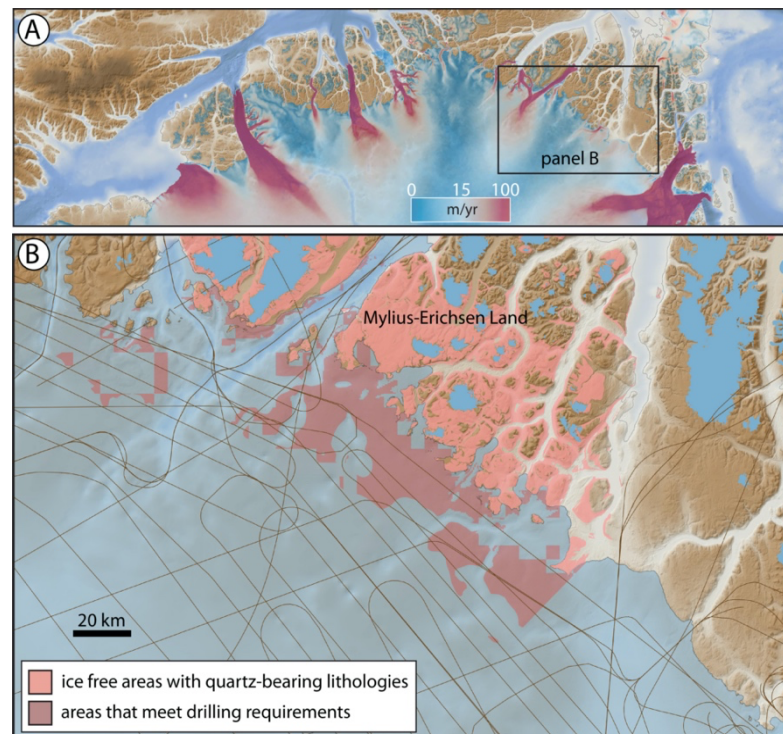 A
panel B
0 15 100
m/yr
B
Mylius-Erichsen Land
20 km
ice free areas with quartz-bearing lithologies
areas that meet drilling requirements